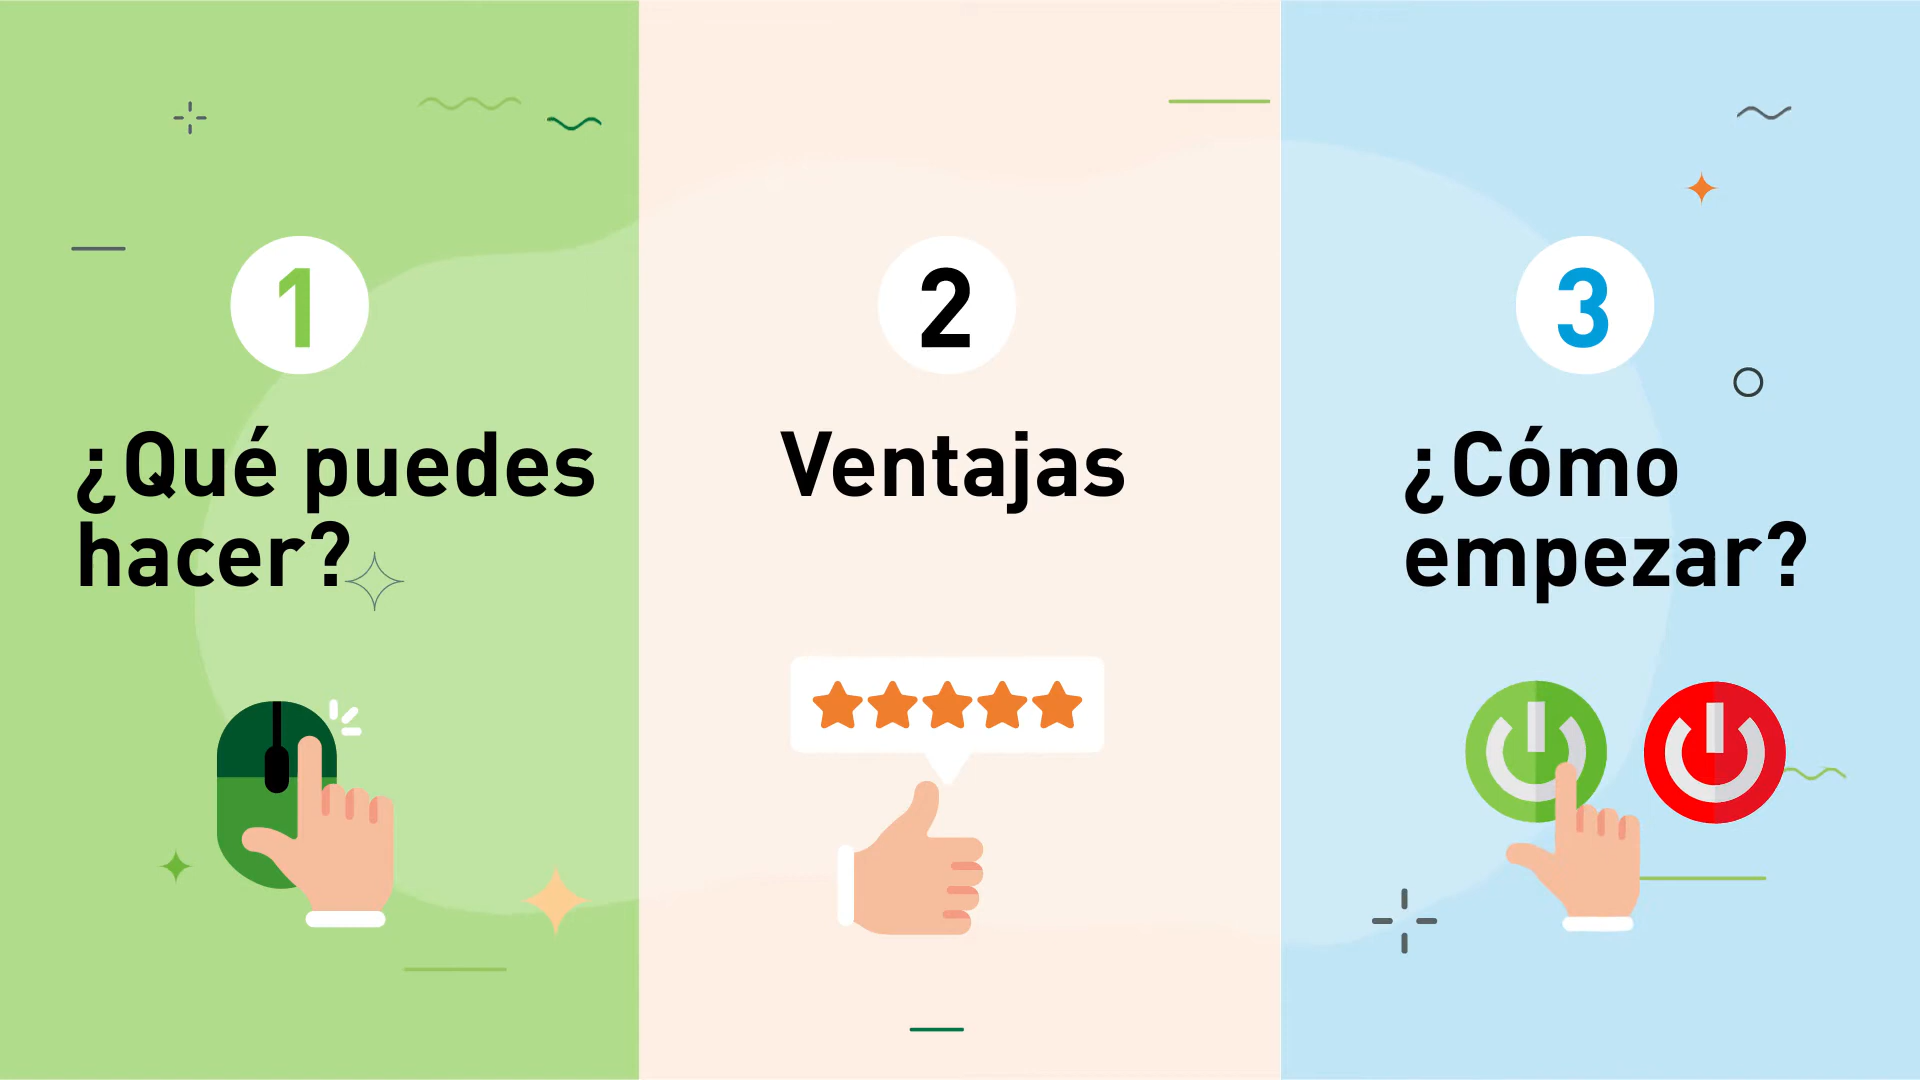 1
¿Qué puedes
hacer?
2
Ventajas
3
¿Cómo
empezar?